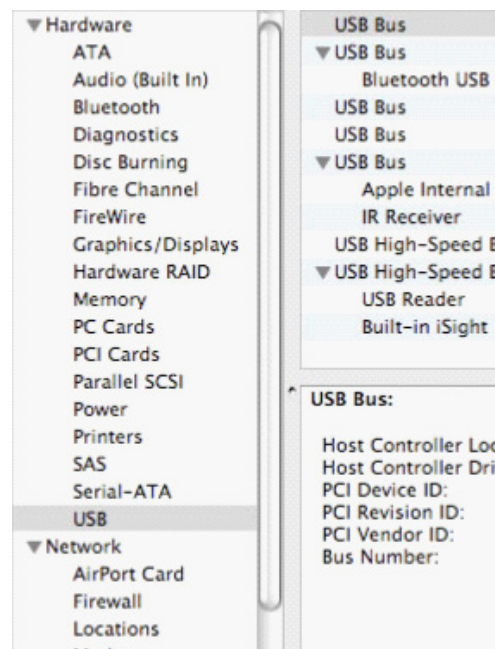 Hardware
ATA
Audio (Built In)
Bluetooth
Diagnostics
Disc Burning
Fibre Channel
FireWire
Graphics/Displays
Hardware RAID
Memory
PC Cards
PCI Cards
Parallel SCSI
Power
Printers
SAS
Serial-ATA
USB
Network
AirPort Card
Firewall
Locations
USB Bus
USB Bus
Bluetooth USB
USB Bus
USB Bus
USB Bus
Apple Internal
IR Receiver
USB High-Speed
USB High-Speed
USB Reader
Built-in iSight
USB Bus:
Host Controller
Host Controller
PCI Device ID:
PCI Revision ID:
PCI Vendor ID:
Bus Number: